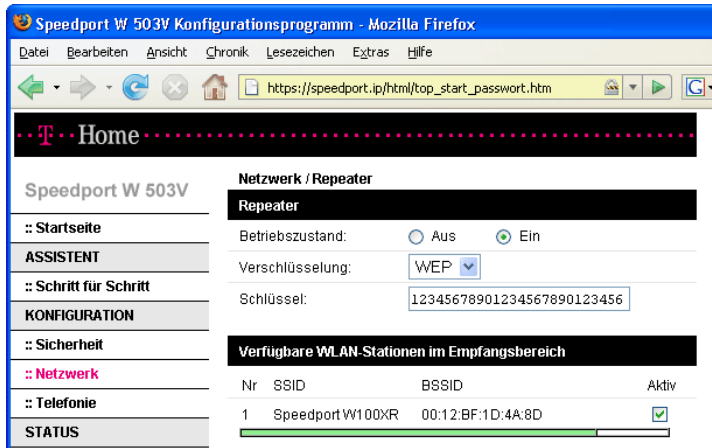 Speedport W 503V Konfigurationsprogramm - Mozilla Firefox
Datei Bearbeiten Ansicht Chronik Lesezeichen Extras Hilfe
https://speedport.ip/html/top_start_passwort.htm
G
·· T ·· Home
Speedport W 503V
:: Startseite
ASSISTENT
:: Schritt für Schritt
KONFIGURATION
:: Sicherheit
:: Netzwerk
:: Telefonie
STATUS
Netzwerk / Repeater
Repeater
Betriebszustand: Aus Ein
Verschlüsselung: WEP
Schlüssel: 12345678901234567890123456
Verfügbare WLAN-Stationen im Empfangsbereich
Nr SSID BSSID Aktiv
1 Speedport W100XR 00:12:BF:1D:4A:8D